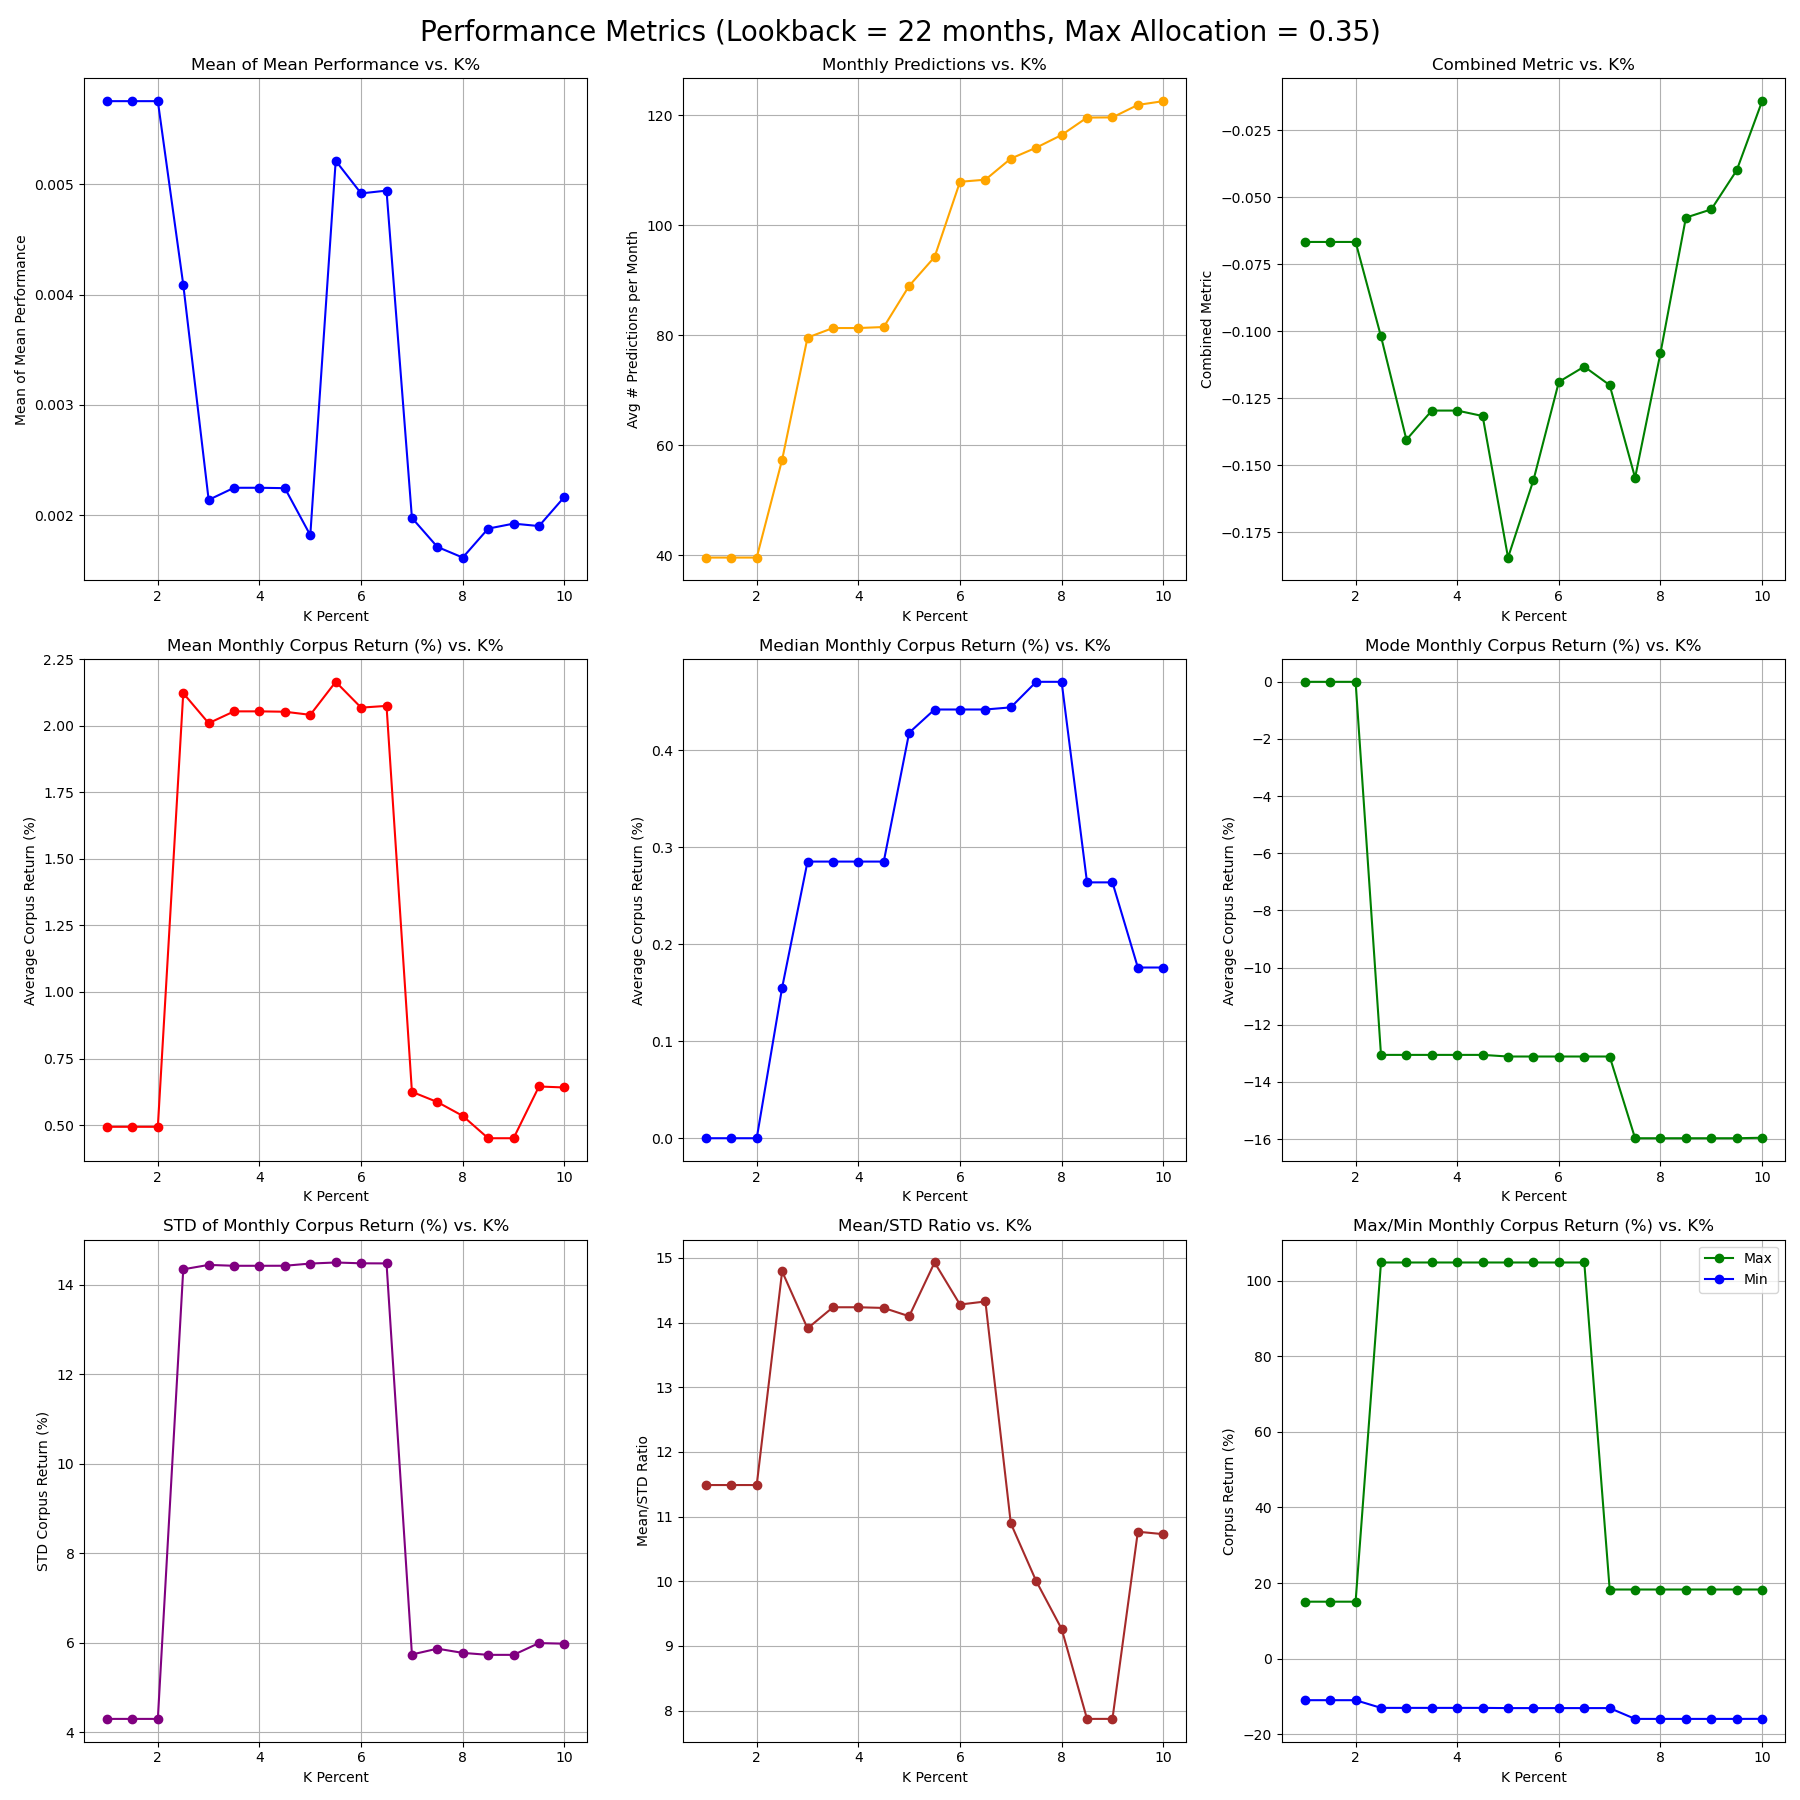 Performance Metrics (Lookback = 22 months, Max Allocation = 0.35)
Mean of Mean Performance vs. K%
Mean of Mean Performance
0.005
0.004
0.003
0.002
2 4 6 8 10
K Percent
Monthly Predictions vs. K%
Avg # Predictions per Month
120
100
80
60
40
2 4 6 8 10
K Percent
Combined Metric vs. K%
Combined Metric
−0.025
−0.050
−0.075
−0.100
−0.125
−0.150
−0.175
2 4 6 8 10
K Percent
Mean Monthly Corpus Return (%) vs. K%
Average Corpus Return (%)
2.25
2.00
1.75
1.50
1.25
1.00
0.75
0.50
2 4 6 8 10
K Percent
Median Monthly Corpus Return (%) vs. K%
Average Corpus Return (%)
0.4
0.3
0.2
0.1
0.0
2 4 6 8 10
K Percent
Mode Monthly Corpus Return (%) vs. K%
Average Corpus Return (%)
0
−2
−4
−6
−8
−10
−12
−14
−16
2 4 6 8 10
K Percent
STD of Monthly Corpus Return (%) vs. K%
STD Corpus Return (%)
14
12
10
8
6
4
2 4 6 8 10
K Percent
Mean/STD Ratio vs. K%
Mean/STD Ratio
15
14
13
12
11
10
9
8
2 4 6 8 10
K Percent
Max/Min Monthly Corpus Return (%) vs. K%
Corpus Return (%)
Max
Min
100
80
60
40
20
0
−20
2 4 6 8 10
K Percent